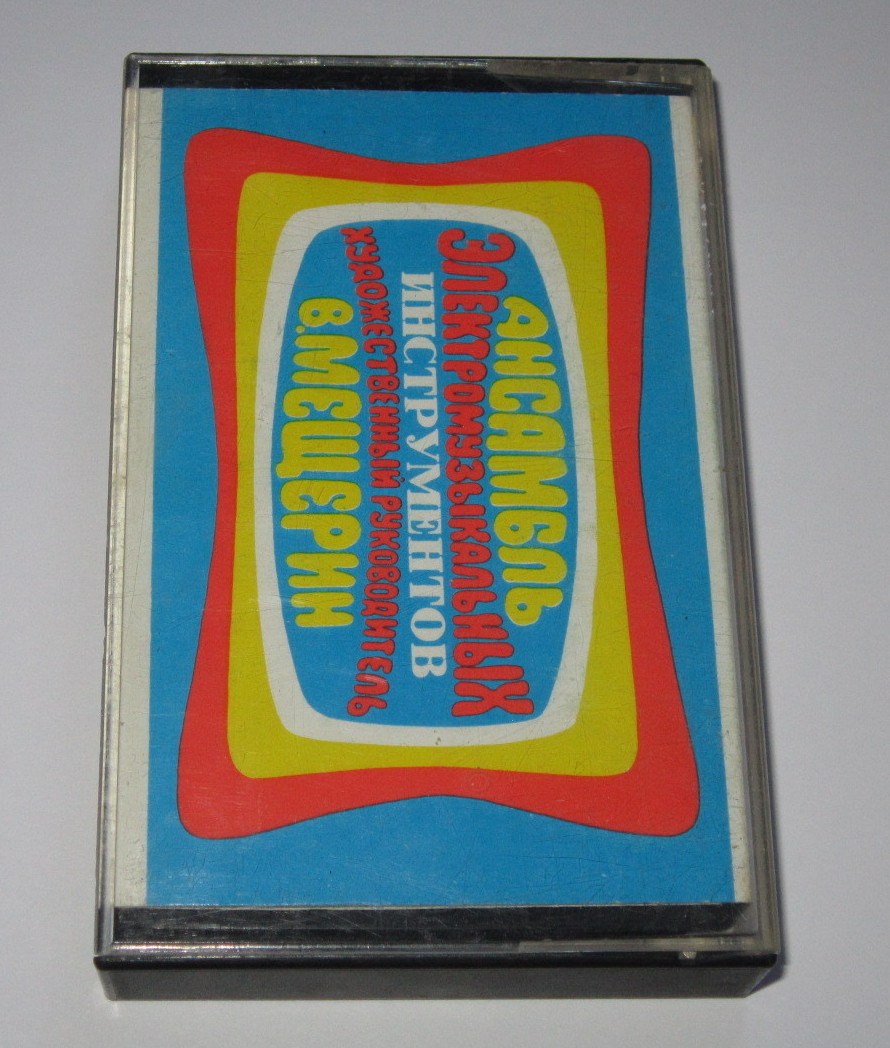 АНСАМБЛЬ
ЭЛЕКТРОМУЗЫКАЛЬНЫХ
ИНСТРУМЕНТОВ
ХУДОЖЕСТВЕННЫЙ РУКОВОДИТЕЛЬ
В.МЕЩЕРИН